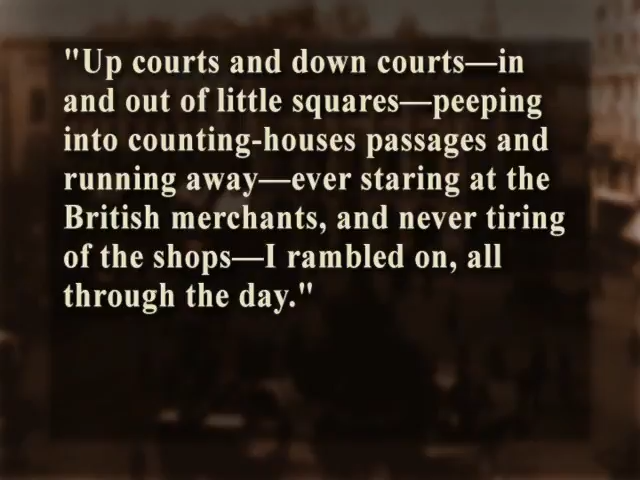 "Up courts and down courts—in
and out of little squares—peeping
into counting-houses passages and
running away—ever staring at the
British merchants, and never tiring
of the shops—I rambled on, all
through the day."